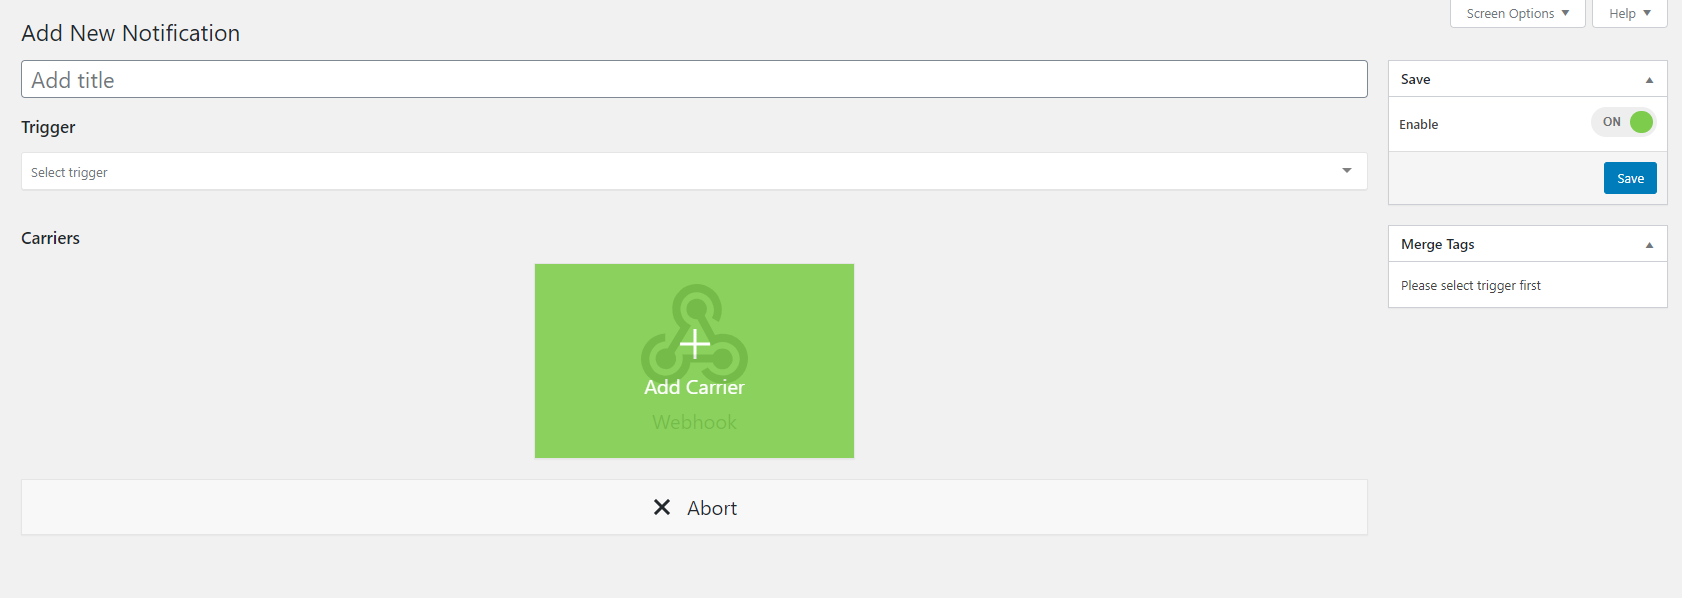 Screen Options
Help
Add New Notification
Add title
Trigger
Select trigger
Carriers
Add Carrier
Webhook
Abort
Save
Enable
ON
Save
Merge Tags
Please select trigger first